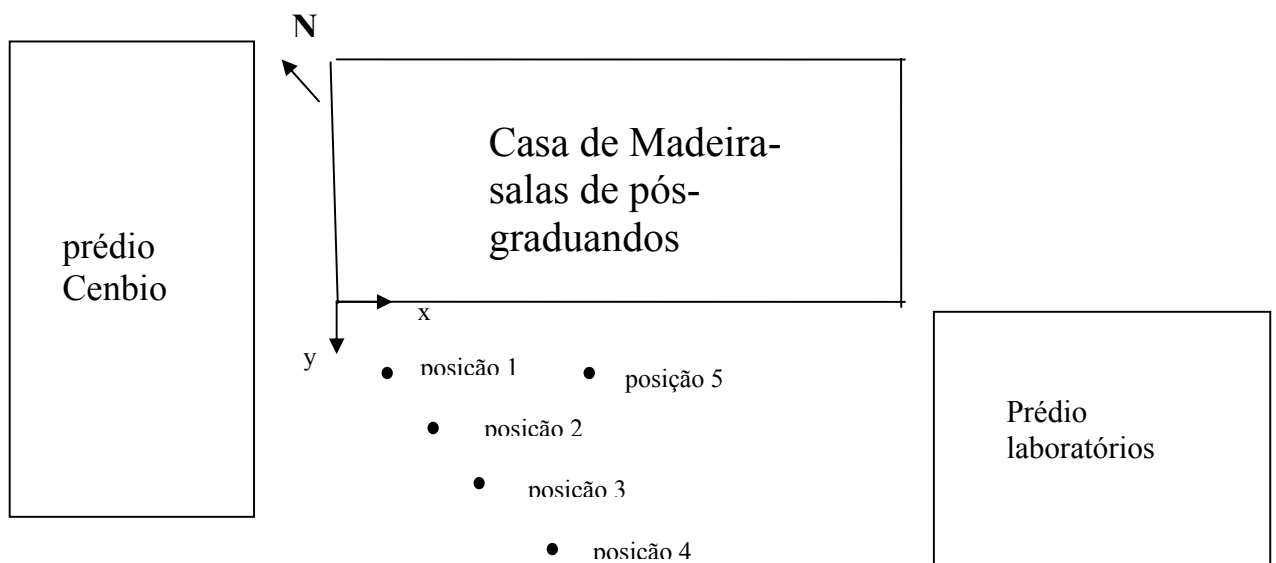 N
Casa de Madeira-
salas de pós-
graduandos
prédio
Cenbio
x
y
posição 1
posição 5
posição 2
posição 3
posição 4
Prédio
laboratórios